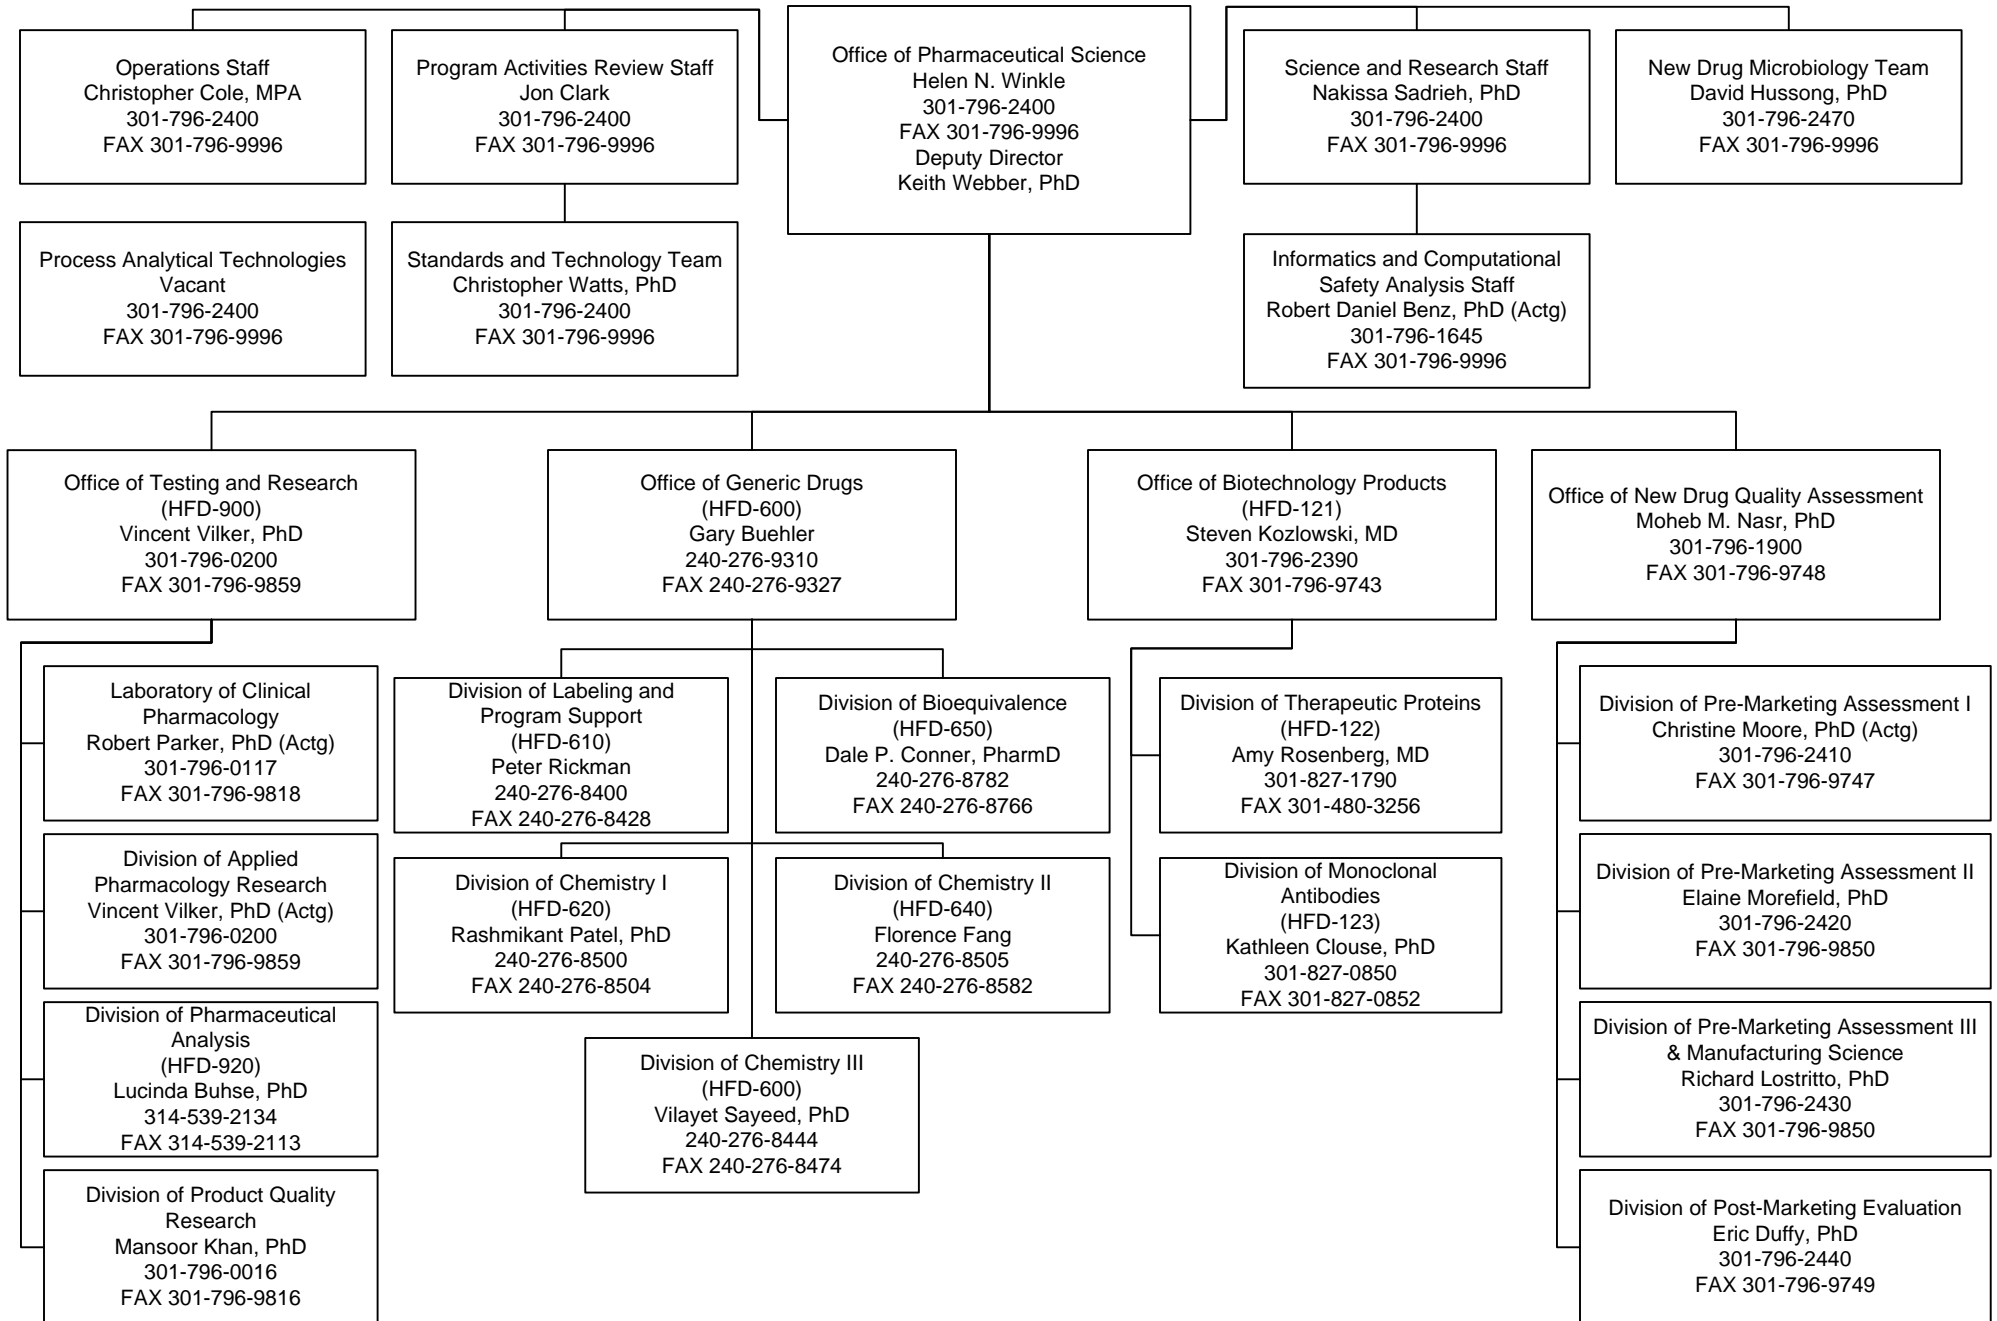 Operations Staff
Christopher Cole, MPA
301-796-2400
FAX 301-796-9996
Program Activities Review Staff
Jon Clark
301-796-2400
FAX 301-796-9996
Office of Pharmaceutical Science
Helen N. Winkle
301-796-2400
FAX 301-796-9996
Deputy Director
Keith Webber, PhD
Science and Research Staff
Nakissa Sadrieh, PhD
301-796-2400
FAX 301-796-9996
New Drug Microbiology Team
David Hussong, PhD
301-796-2470
FAX 301-796-9996
Process Analytical Technologies
Vacant
301-796-2400
FAX 301-796-9996
Standards and Technology Team
Christopher Watts, PhD
301-796-2400
FAX 301-796-9996
Informatics and Computational
Safety Analysis Staff
Robert Daniel Benz, PhD (Actg)
301-796-1645
FAX 301-796-9996
Office of Testing and Research
(HFD-900)
Vincent Vilker, PhD
301-796-0200
FAX 301-796-9859
Office of Generic Drugs
(HFD-600)
Gary Buehler
240-276-9310
FAX 240-276-9327
Office of Biotechnology Products
(HFD-121)
Steven Kozlowski, MD
301-796-2390
FAX 301-796-9743
Office of New Drug Quality Assessment
Moheb M. Nasr, PhD
301-796-1900
FAX 301-796-9748
Laboratory of Clinical
Pharmacology
Robert Parker, PhD (Actg)
301-796-0117
FAX 301-796-9818
Division of Applied
Pharmacology Research
Vincent Vilker, PhD (Actg)
301-796-0200
FAX 301-796-9859
Division of Pharmaceutical
Analysis
(HFD-920)
Lucinda Buhse, PhD
314-539-2134
FAX 314-539-2113
Division of Product Quality
Research
Mansoor Khan, PhD
301-796-0016
FAX 301-796-9816
Division of Labeling and
Program Support
(HFD-610)
Peter Rickman
240-276-8400
FAX 240-276-8428
Division of Bioequivalence
(HFD-650)
Dale P. Conner, PharmD
240-276-8782
FAX 240-276-8766
Division of Chemistry I
(HFD-620)
Rashmikant Patel, PhD
240-276-8500
FAX 240-276-8504
Division of Chemistry II
(HFD-640)
Florence Fang
240-276-8505
FAX 240-276-8582
Division of Chemistry III
(HFD-600)
Vilayet Sayeed, PhD
240-276-8444
FAX 240-276-8474
Division of Therapeutic Proteins
(HFD-122)
Amy Rosenberg, MD
301-827-1790
FAX 301-480-3256
Division of Monoclonal
Antibodies
(HFD-123)
Kathleen Clouse, PhD
301-827-0850
FAX 301-827-0852
Division of Pre-Marketing Assessment I
Christine Moore, PhD (Actg)
301-796-2410
FAX 301-796-9747
Division of Pre-Marketing Assessment II
Elaine Morefield, PhD
301-796-2420
FAX 301-796-9850
Division of Pre-Marketing Assessment III
& Manufacturing Science
Richard Lostritto, PhD
301-796-2430
FAX 301-796-9850
Division of Post-Marketing Evaluation
Eric Duffy, PhD
301-796-2440
FAX 301-796-9749